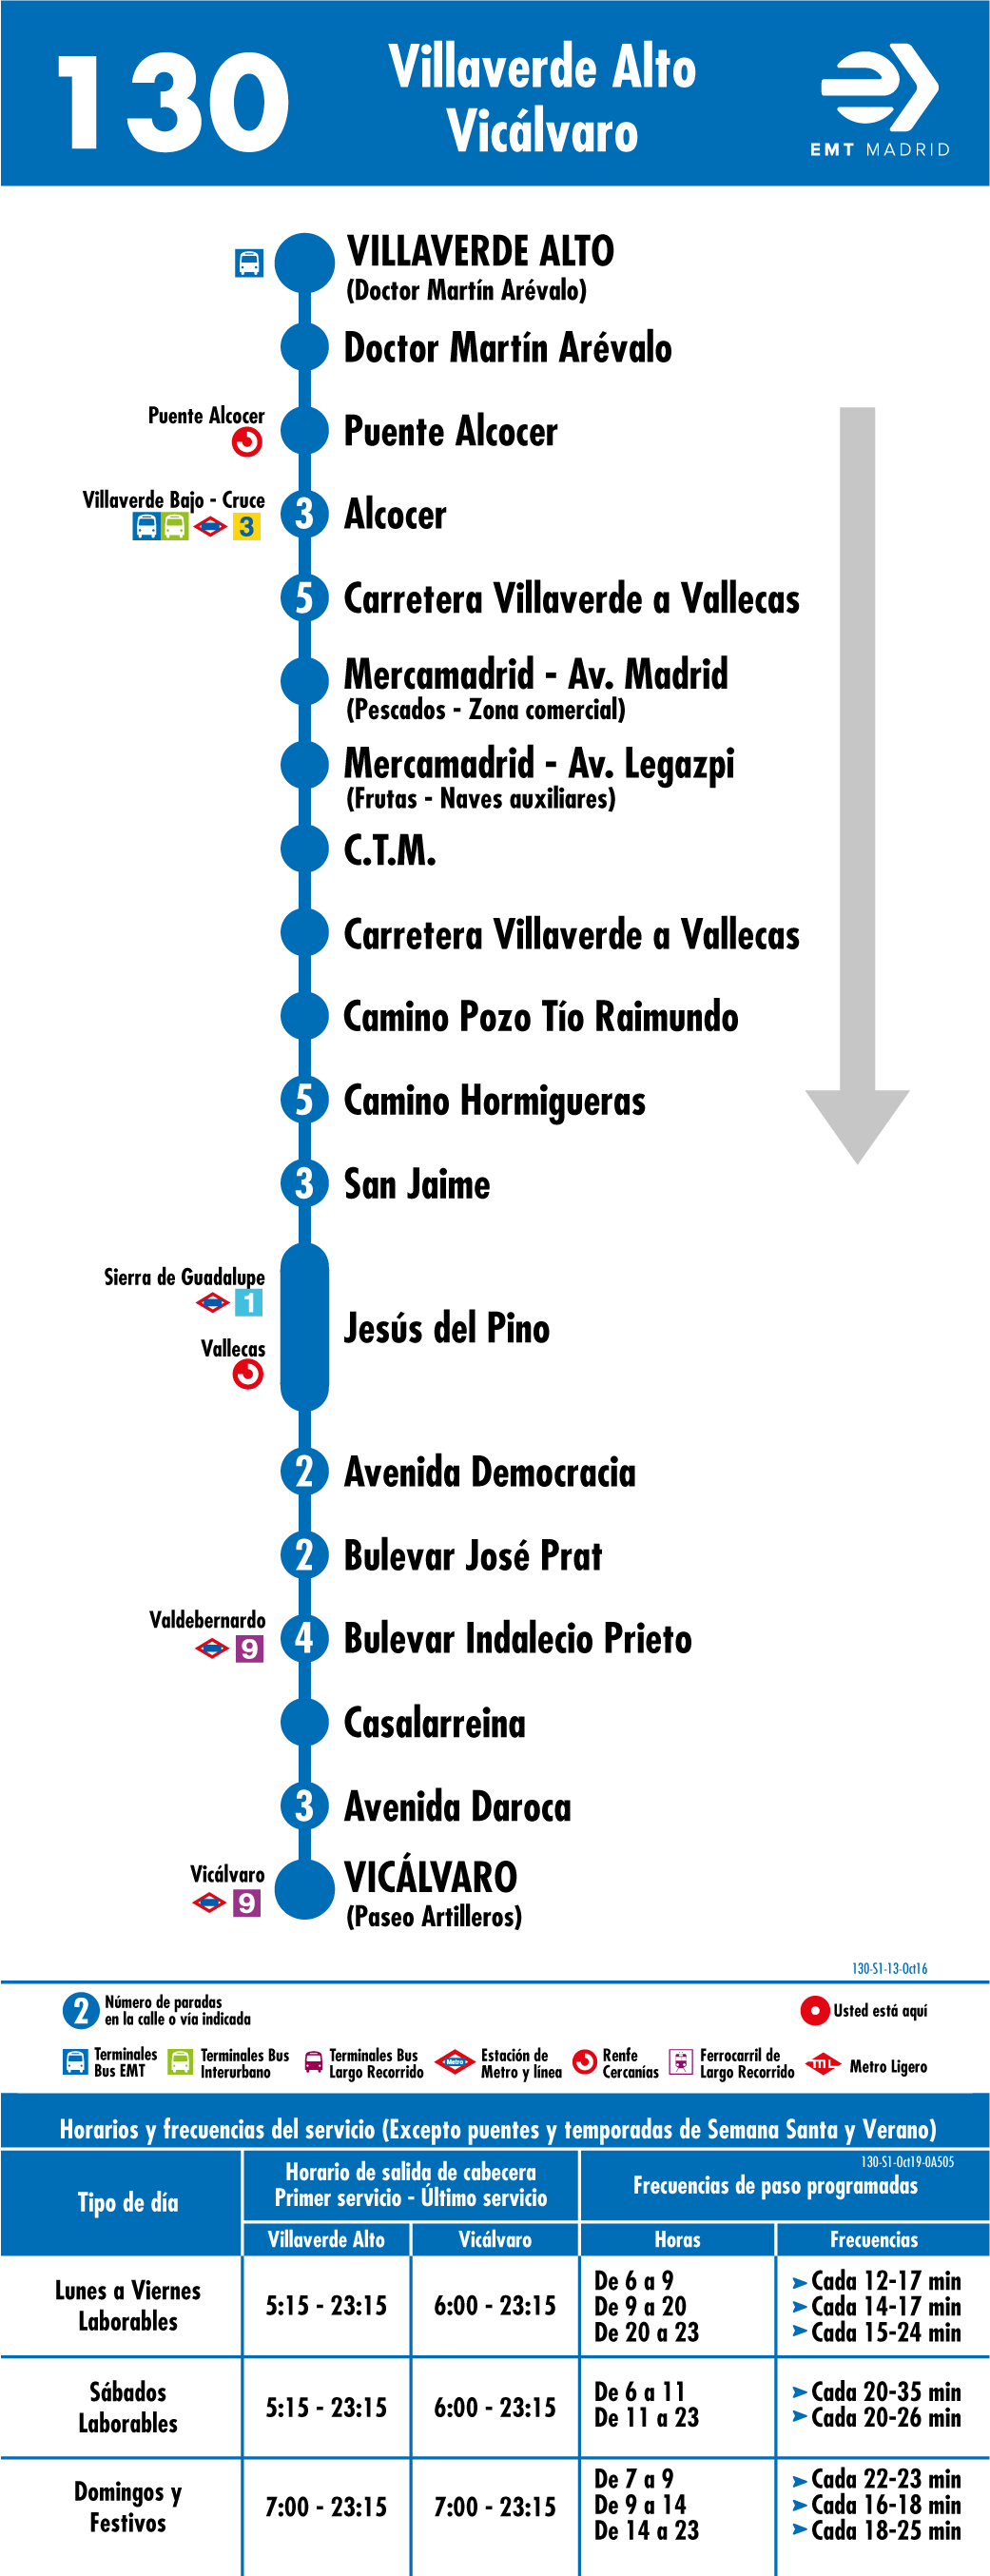 130
Villaverde Alto
Vicálvaro
EMT MADRID
VILLAVERDE ALTO
(Doctor Martín Arévalo)
Doctor Martín Arévalo
Puente Alcocer
Puente Alcocer
Villaverde Bajo - Cruce
3
3
Alcocer
5
Carretera Villaverde a Vallecas
Mercamadrid - Av. Madrid
(Pescados - Zona comercial)
Mercamadrid - Av. Legazpi
(Frutas - Naves auxiliares)
C.T.M.
Carretera Villaverde a Vallecas
Camino Pozo Tío Raimundo
5
Camino Hormigueras
3
San Jaime
Sierra de Guadalupe
1
Vallecas
Jesús del Pino
2
Avenida Democracia
2
Bulevar José Prat
Valdebernardo
9
4
Bulevar Indalecio Prieto
Casalarreina
3
Avenida Daroca
Vicálvaro
9
VICÁLVARO
(Paseo Artilleros)
130-S1-13-Oct16
2
Número de paradas
en la calle o vía indicada
Usted está aquí
Terminales
Bus EMT
Terminales Bus
Interurbano
Terminales Bus
Largo Recorrido
Metro
Estación de
Metro y línea
Renfe
Cercanías
Ferrocarril de
Largo Recorrido
ML
Metro Ligero
Horarios y frecuencias del servicio (Excepto puentes y temporadas de Semana Santa y Verano)
130-S1-Oct19-0A505
Tipo de día
Horario de salida de cabecera
Primer servicio - Último servicio
Frecuencias de paso programadas
Villaverde Alto
Vicálvaro
Horas
Frecuencias
Lunes a Viernes
Laborables
5:15 - 23:15
6:00 - 23:15
De 6 a 9
Cada 12-17 min
De 9 a 20
Cada 14-17 min
De 20 a 23
Cada 15-24 min
Sábados
Laborables
5:15 - 23:15
6:00 - 23:15
De 6 a 11
Cada 20-35 min
De 11 a 23
Cada 20-26 min
Domingos y
Festivos
7:00 - 23:15
7:00 - 23:15
De 7 a 9
Cada 22-23 min
De 9 a 14
Cada 16-18 min
De 14 a 23
Cada 18-25 min